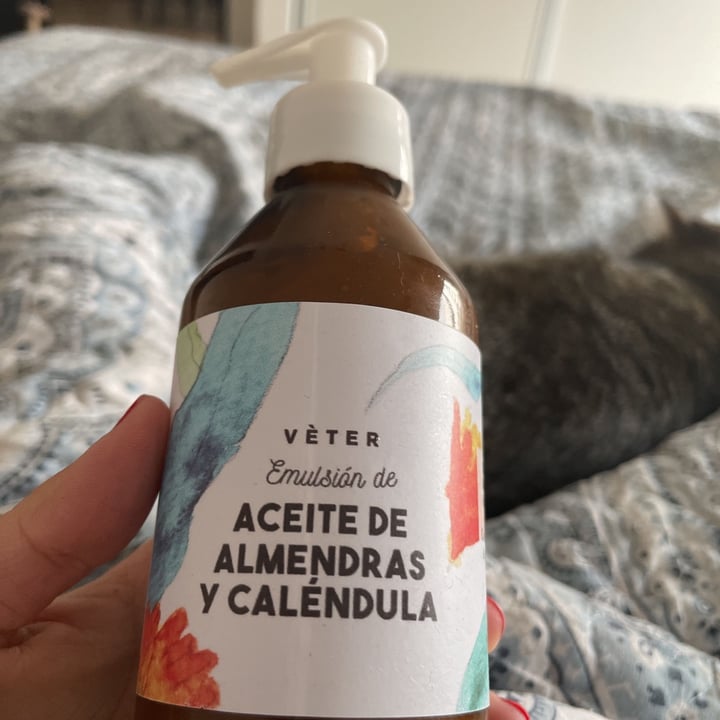 VÈTER
Emulsión de
ACEITE DE
ALMENDRAS
Y CALÉNDULA